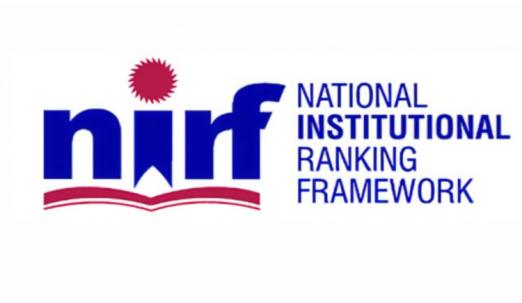 nirf
NATIONAL
INSTITUTIONAL
RANKING
FRAMEWORK